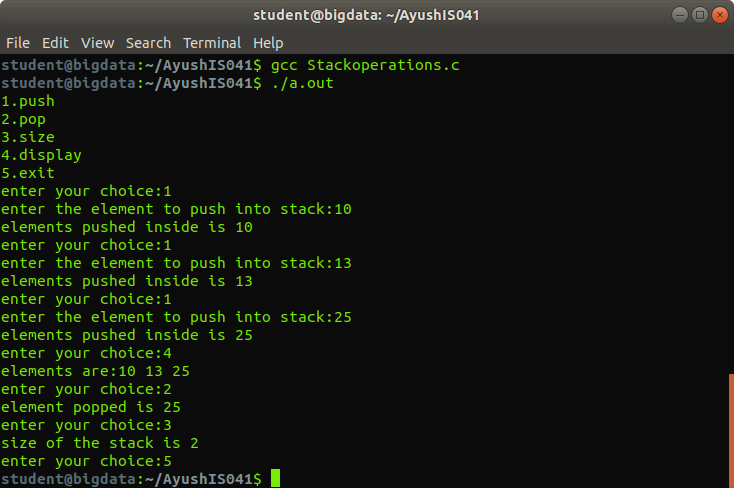 student@bigdata: ~/AyushIS041
File Edit View Search Terminal Help
student@bigdata:~/AyushIS041$ gcc Stackoperations.c
student@bigdata:~/AyushIS041$ ./a.out
1.push
2.pop
3.size
4.display
5.exit
enter your choice:1
enter the element to push into stack:10
elements pushed inside is 10
enter your choice:1
enter the element to push into stack:13
elements pushed inside is 13
enter your choice:1
enter the element to push into stack:25
elements pushed inside is 25
enter your choice:4
elements are:10 13 25
enter your choice:2
element popped is 25
enter your choice:3
size of the stack is 2
enter your choice:5
student@bigdata:~/AyushIS041$